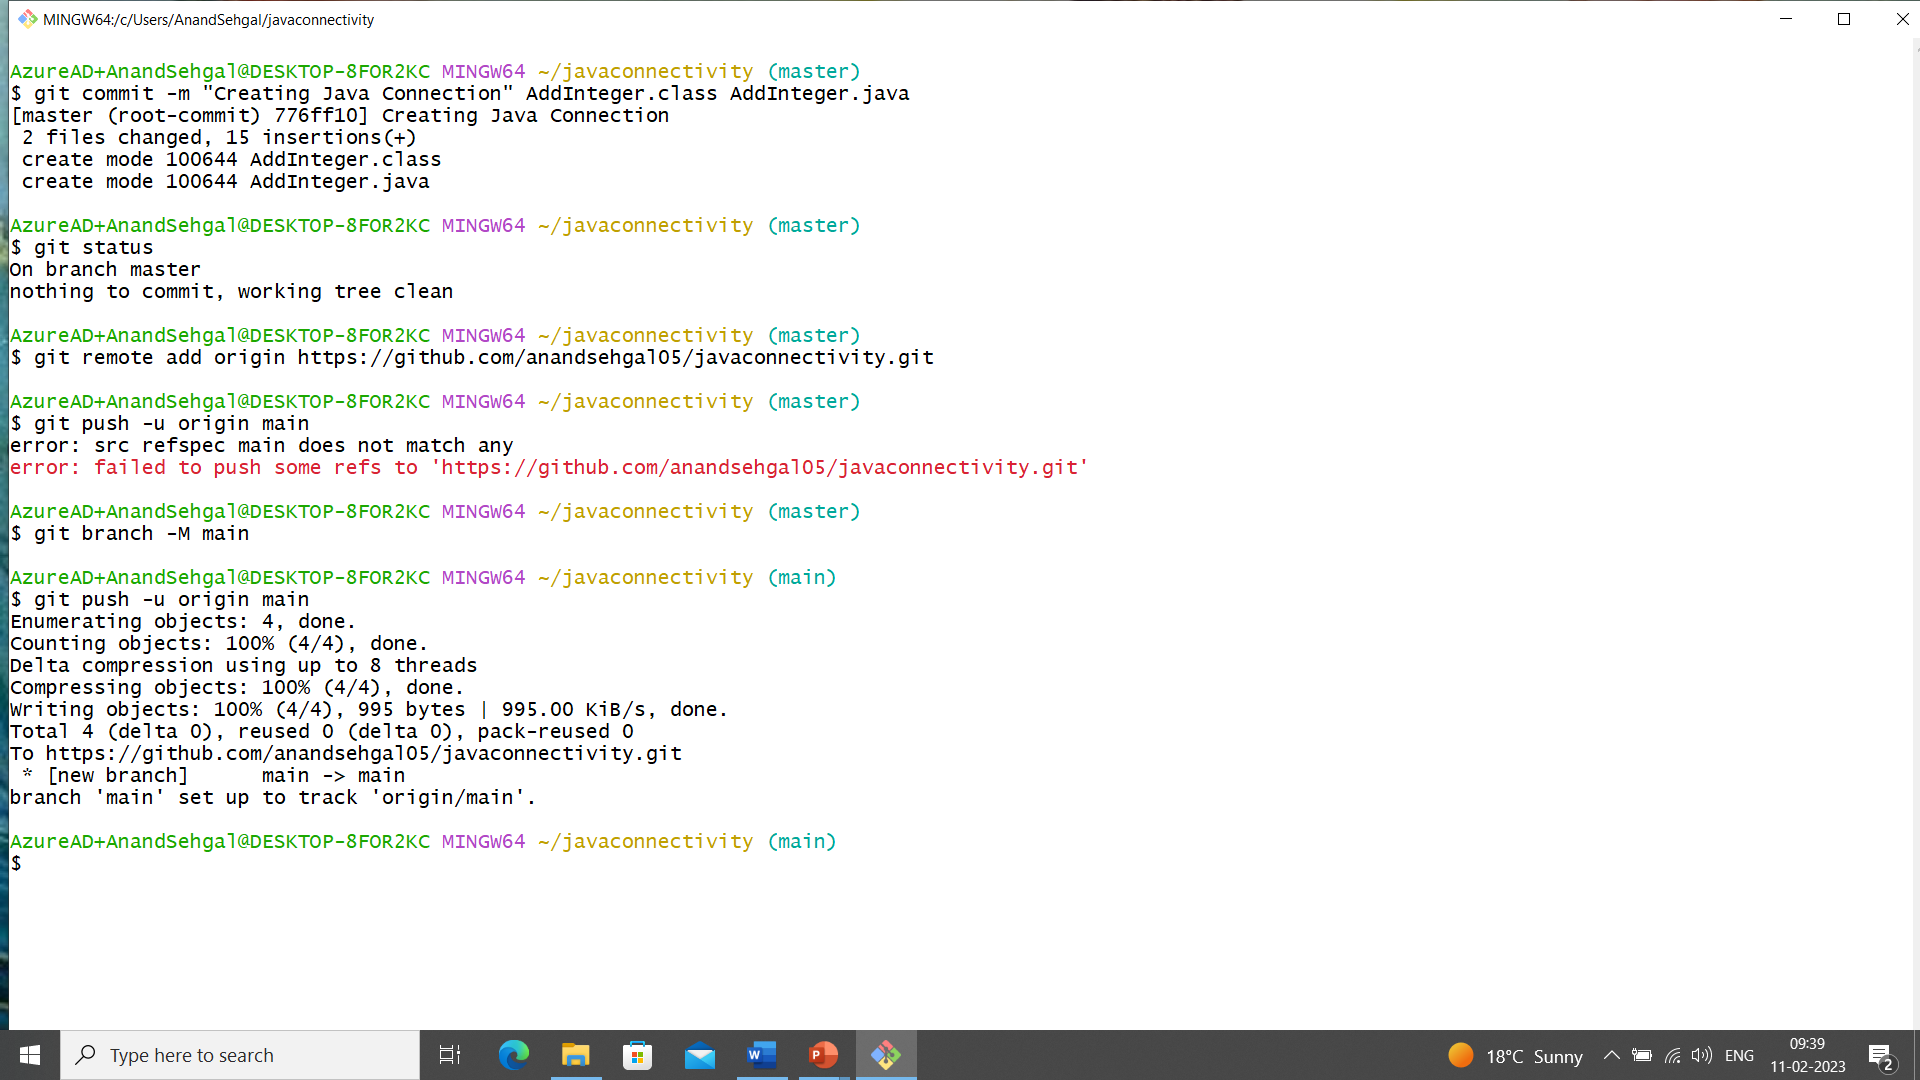 MINGW64:/c/Users/AnandSehgal/javaconnectivity
AzureAD+AnandSehgal@DESKTOP-8FOR2KC MINGW64 ~/javaconnectivity (master)
$ git commit -m "Creating Java Connection" AddInteger.class AddInteger.java
[master (root-commit) 776ff10] Creating Java Connection
 2 files changed, 15 insertions(+)
 create mode 100644 AddInteger.class
 create mode 100644 AddInteger.java
AzureAD+AnandSehgal@DESKTOP-8FOR2KC MINGW64 ~/javaconnectivity (master)
$ git status
On branch master
nothing to commit, working tree clean
AzureAD+AnandSehgal@DESKTOP-8FOR2KC MINGW64 ~/javaconnectivity (master)
$ git remote add origin https://github.com/anandsehgal05/javaconnectivity.git
AzureAD+AnandSehgal@DESKTOP-8FOR2KC MINGW64 ~/javaconnectivity (master)
$ git push -u origin main
error: src refspec main does not match any
error: failed to push some refs to 'https://github.com/anandsehgal05/javaconnectivity.git'
AzureAD+AnandSehgal@DESKTOP-8FOR2KC MINGW64 ~/javaconnectivity (master)
$ git branch -M main
AzureAD+AnandSehgal@DESKTOP-8FOR2KC MINGW64 ~/javaconnectivity (main)
$ git push -u origin main
Enumerating objects: 4, done.
Counting objects: 100% (4/4), done.
Delta compression using up to 8 threads
Compressing objects: 100% (4/4), done.
Writing objects: 100% (4/4), 995 bytes | 995.00 KiB/s, done.
Total 4 (delta 0), reused 0 (delta 0), pack-reused 0
To https://github.com/anandsehgal05/javaconnectivity.git
 * [new branch]      main -> main
branch 'main' set up to track 'origin/main'.
AzureAD+AnandSehgal@DESKTOP-8FOR2KC MINGW64 ~/javaconnectivity (main)
$
Type here to search
W
P
18°C Sunny
ENG
09:39
11-02-2023
2